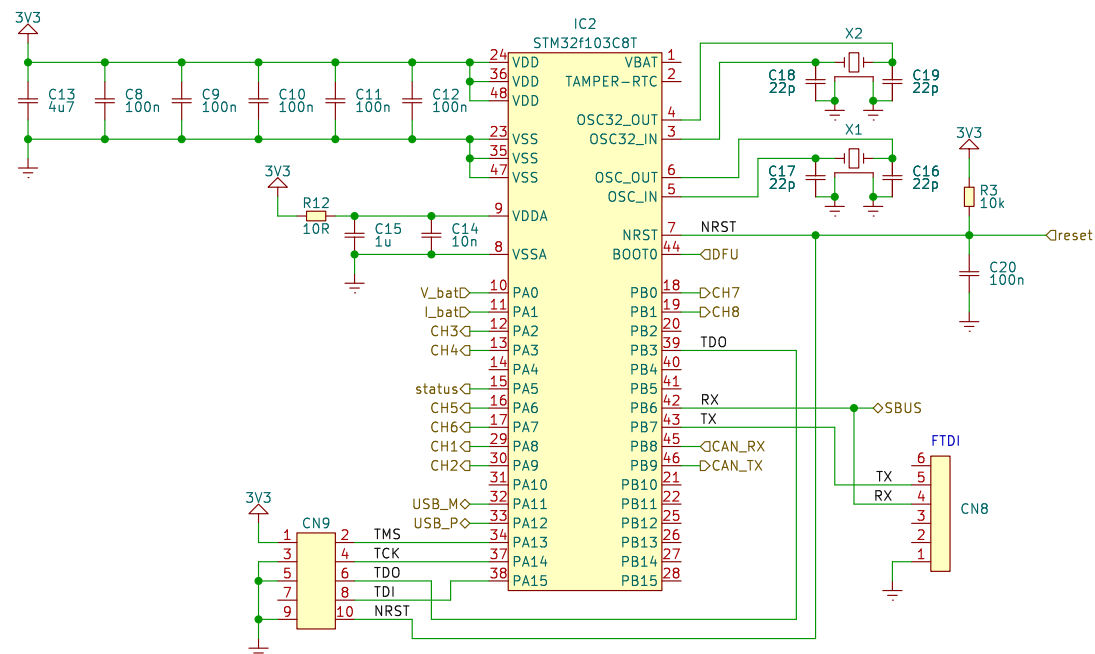 IC2
STM32f103C8T
3V3
C13
4u7
C8
100n
C9
100n
C10
100n
C11
100n
C12
100n
24 VDD
36 VDD
48 VDD
23 VSS
35 VSS
47 VSS
3V3
R12
10R
C15
1u
C14
10n
9 VDDA
8 VSSA
V_bat 10 PA0
I_bat 11 PA1
CH3 12 PA2
CH4 13 PA3
14 PA4
status 15 PA5
CH5 16 PA6
CH6 17 PA7
CH1 29 PA8
CH2 30 PA9
31 PA10
USB_M 32 PA11
USB_P 33 PA12
34 PA13
37 PA14
38 PA15
VBAT 1
TAMPER-RTC 2
OSC32_OUT 4
OSC32_IN 3
OSC_OUT 6
OSC_IN 5
NRST 7 NRST
BOOT0 44 DFU
PB0 18 CH7
PB1 19 CH8
PB2 20
PB3 39 TDO
PB4 40
PB5 41
PB6 42 RX SBUS
PB7 43 TX
PB8 45 CAN_RX
PB9 46 CAN_TX
PB10 21
PB11 22
PB12 25
PB13 26
PB14 27
PB15 28
X2
C18
22p
C19
22p
X1
C17
22p
C16
22p
3V3
R3
10k
reset
C20
100n
FTDI
6
TX 5
RX 4
3
2
1
CN8
3V3
CN9
1 2 TMS
3 4 TCK
5 6 TDO
7 8 TDI
9 10 NRST